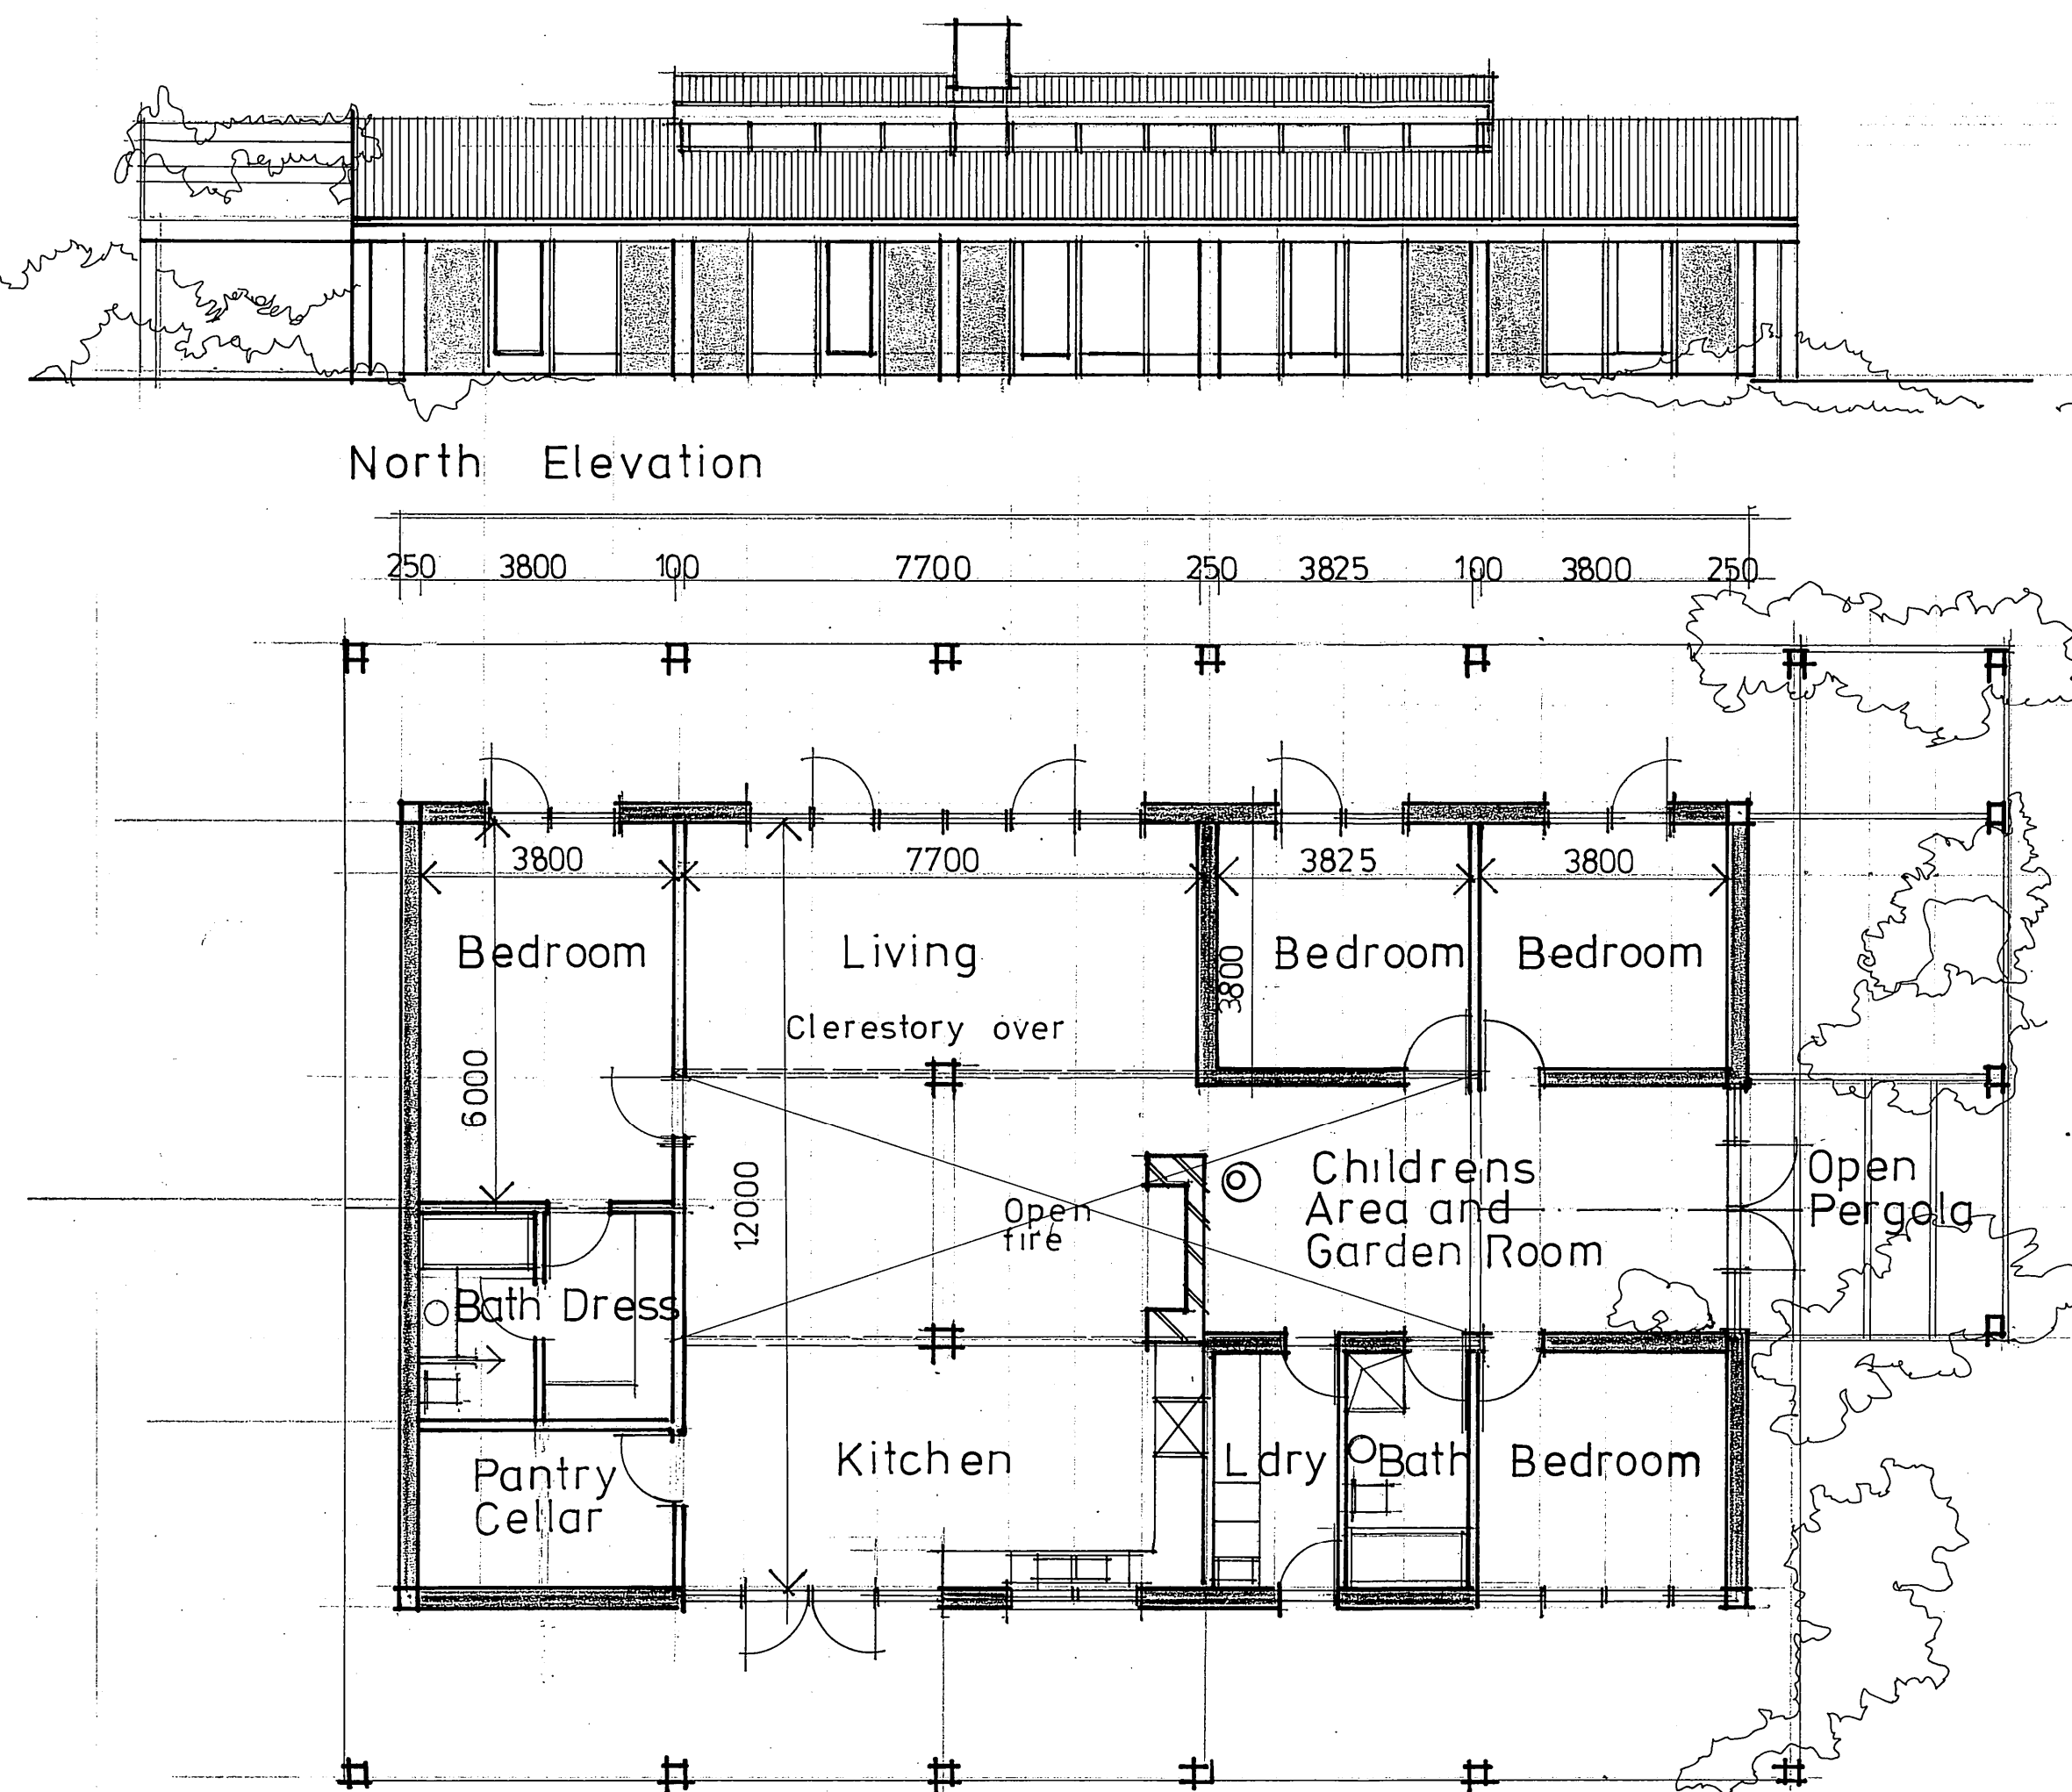 North Elevation
250 3800 100 7700 250 3825 100 3800 250
3800 7700 3825 3800
Bedroom Living Bedroom Bedroom
3800
Clerestory over
6000
12000
Open
fire
Childrens
Area and
Garden Room
Open
Pergola
Bath Dress
Pantry
Cellar
Kitchen
Ldry Bath Bedroom